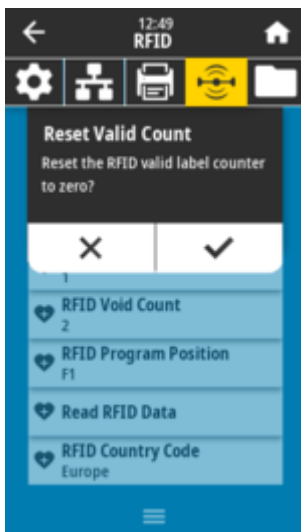 12:49
RFID
Reset Valid Count
Reset the RFID valid label counter
to zero?
1
RFID Void Count
2
RFID Program Position
F1
Read RFID Data
RFID Country Code
Europe